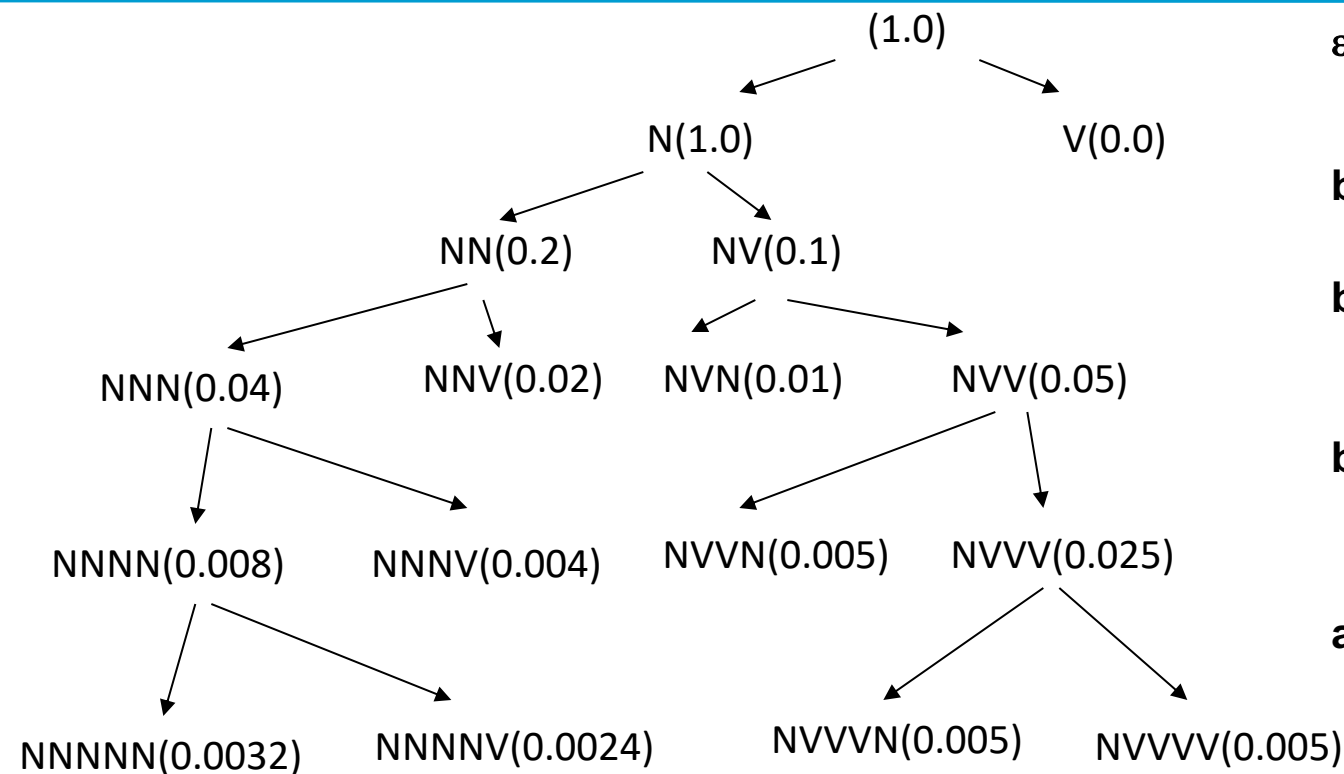 (1.0)
ε
N(1.0) V(0.0)
b
NN(0.2) NV(0.1)
b
NNN(0.04) NNV(0.02) NVN(0.01) NVV(0.05)
b
NNNN(0.008) NNNV(0.004) NVVN(0.005) NVVV(0.025)
a
NNNNN(0.0032) NNNNV(0.0024) NVVVN(0.005) NVVVV(0.005)